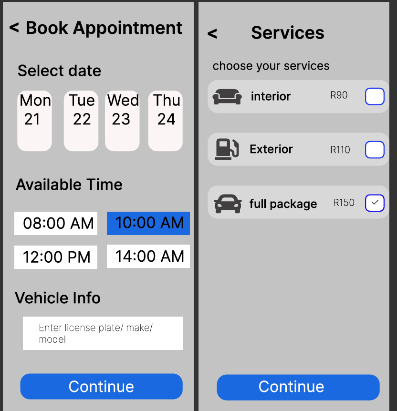 < Book Appointment
Select date
Mon Tue Wed Thu
21 22 23 24
Available Time
08:00 AM 10:00 AM
12:00 PM 14:00 AM
Vehicle Info
Enter license plate/ make/
model
Continue
< Services
choose your services
interior R90
Exterior R110
full package R150
Continue